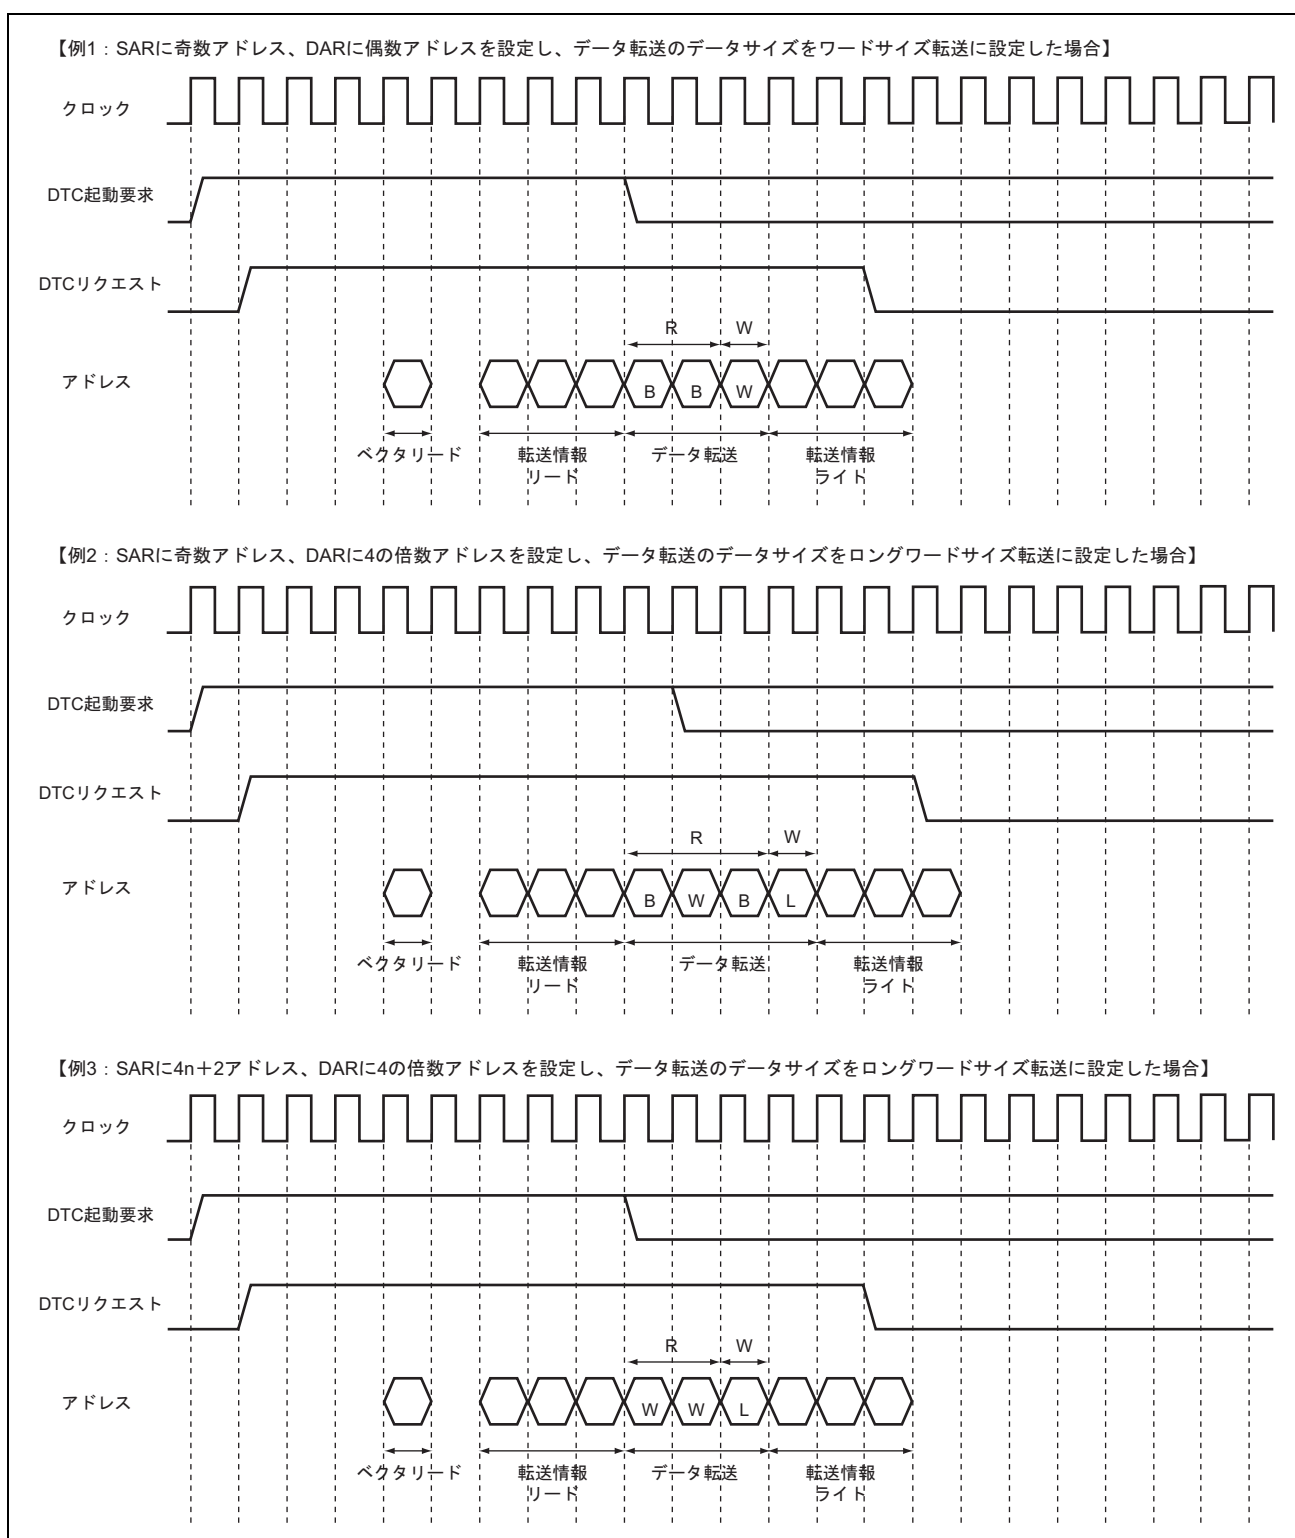 【例1：SARに奇数アドレス、DARに偶数アドレスを設定し、データ転送のデータサイズをワードサイズ転送に設定した場合】
クロック
DTC起動要求
DTCリクエスト
R W
アドレス
B B W
ベクタリード 転送情報 データ転送 転送情報
リード ライト
【例2：SARに奇数アドレス、DARに4の倍数アドレスを設定し、データ転送のデータサイズをロングワードサイズ転送に設定した場合】
クロック
DTC起動要求
DTCリクエスト
R W
アドレス
B W B L
ベクタリード 転送情報 データ転送 転送情報
リード ライト
【例3：SARに4n＋2アドレス、DARに4の倍数アドレスを設定し、データ転送のデータサイズをロングワードサイズ転送に設定した場合】
クロック
DTC起動要求
DTCリクエスト
R W
アドレス
W W L
ベクタリード 転送情報 データ転送 転送情報
リード ライト